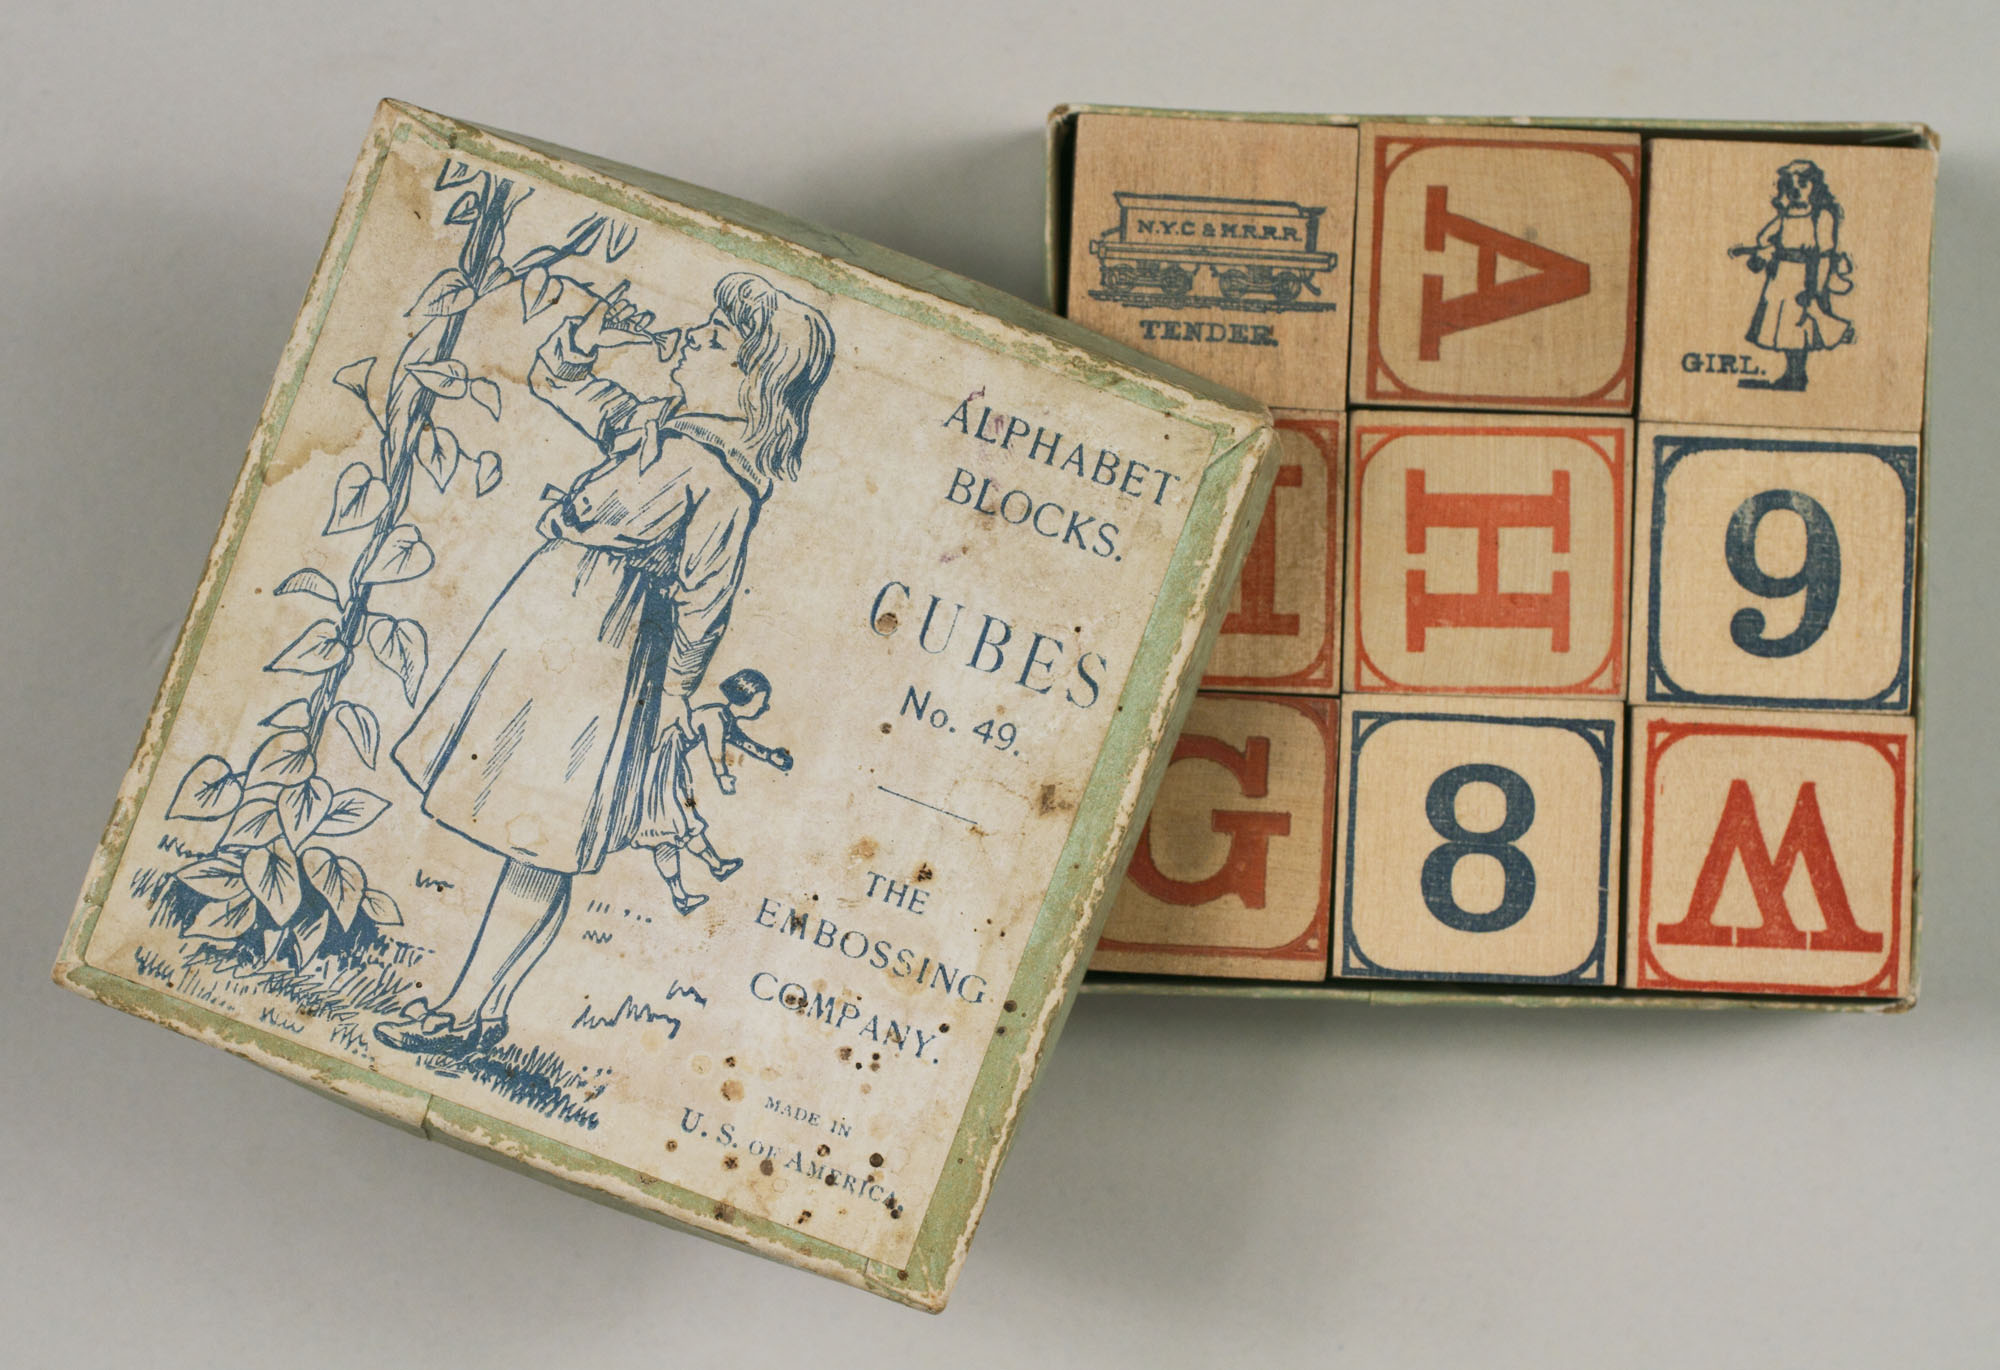 ALPHABET
BLOCKS.
CUBES
No. 49.
THE
EMBOSSING
COMPANY.
MADE IN
U. S. OF AMERICA.
N.Y.C & H.R.R.R.
TENDER.
A
GIRL.
H
9
G
8
W